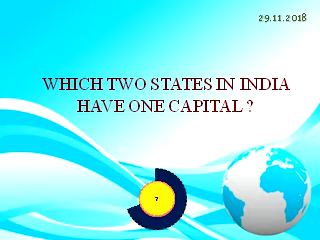 29.11.2018
WHICH TWO STATES IN INDIA
HAVE ONE CAPITAL ?
?